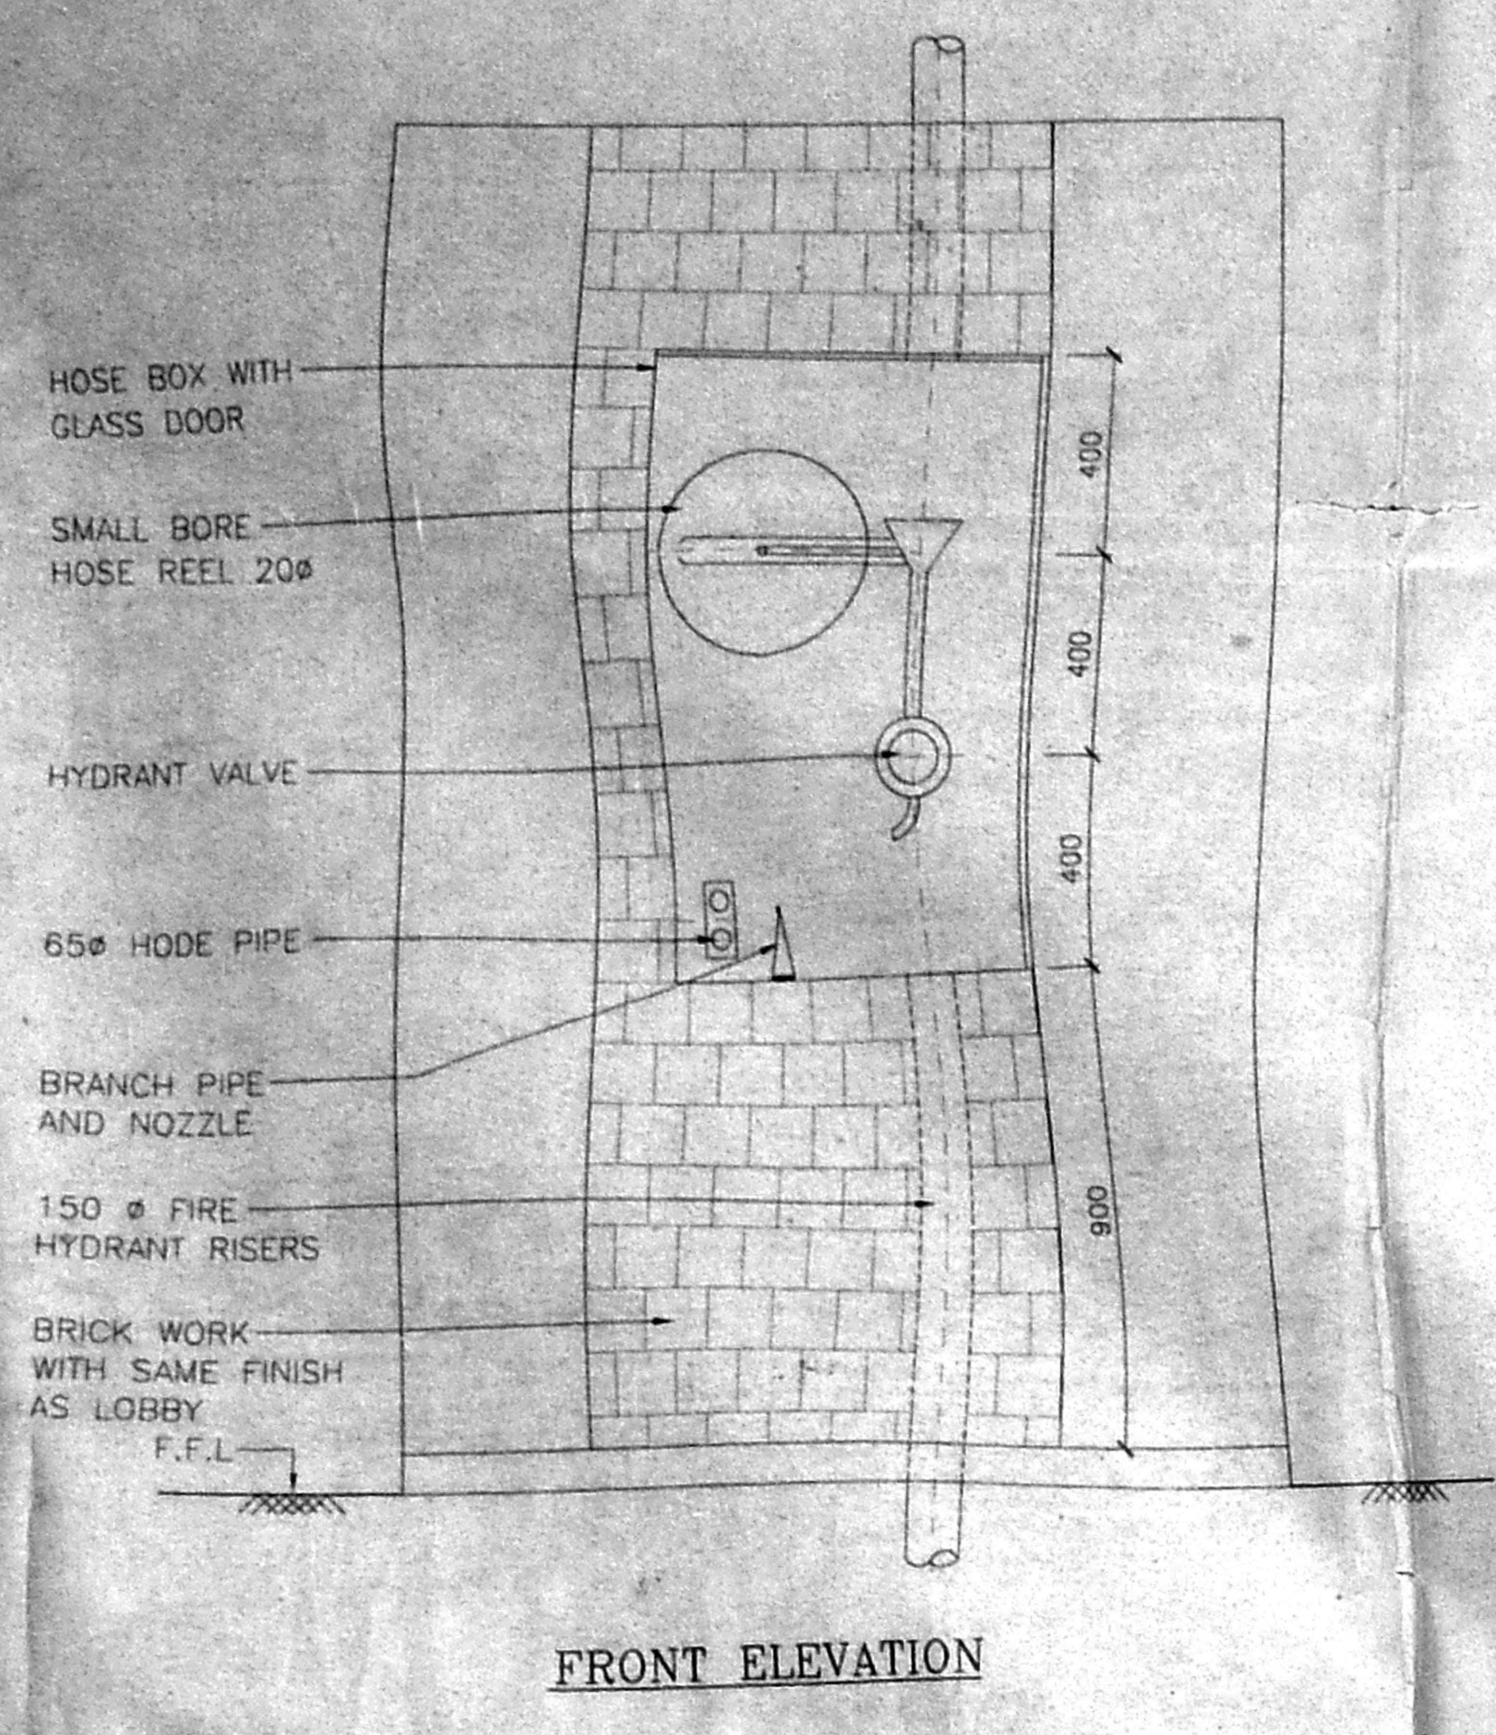 HOSE BOX WITH
GLASS DOOR
400
SMALL BORE
HOSE REEL 20ø
400
HYDRANT VALVE
400
65ø HODE PIPE
BRANCH PIPE
AND NOZZLE
900
150 ø FIRE
HYDRANT RISERS
BRICK WORK
WITH SAME FINISH
AS LOBBY
F.F.L
FRONT ELEVATION